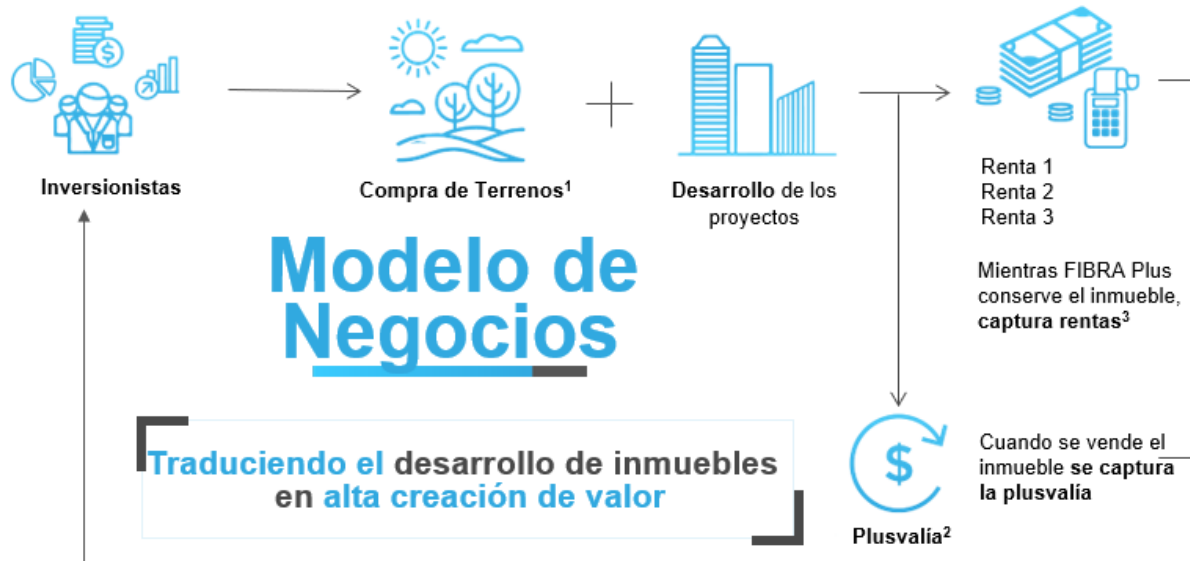 Inversionistas
Compra de Terrenos¹
Desarrollo de los
proyectos
Renta 1
Renta 2
Renta 3
Mientras FIBRA Plus
conserve el inmueble,
captura rentas³
Modelo de
Negocios
Traduciendo el desarrollo de inmuebles
en alta creación de valor
$
Plusvalía²
Cuando se vende el
inmueble se captura
la plusvalía